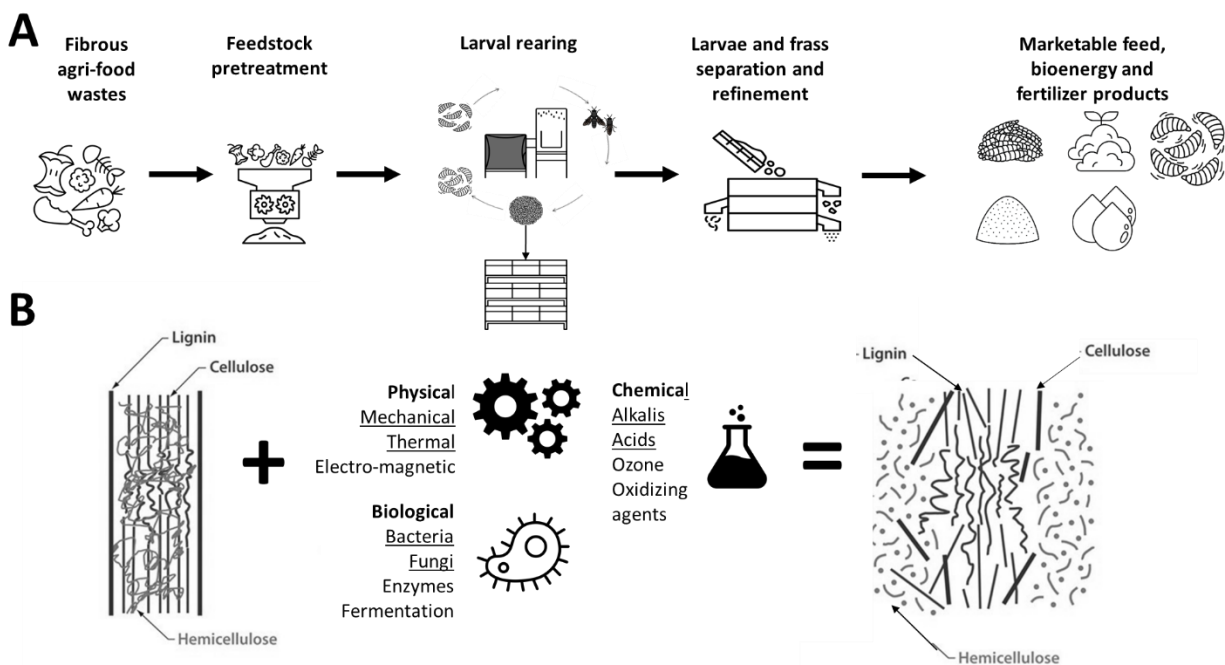 A
Fibrous
agri-food
wastes
Feedstock
pretreatment
Larval rearing
Larvae and frass
separation and
refinement
Marketable feed,
bioenergy and
fertilizer products
B
Lignin
Cellulose
Hemicellulose
Physical
Mechanical
Thermal
Electro-magnetic
Biological
Bacteria
Fungi
Enzymes
Fermentation
Chemical
Alkalis
Acids
Ozone
Oxidizing
agents
Lignin
Cellulose
Hemicellulose